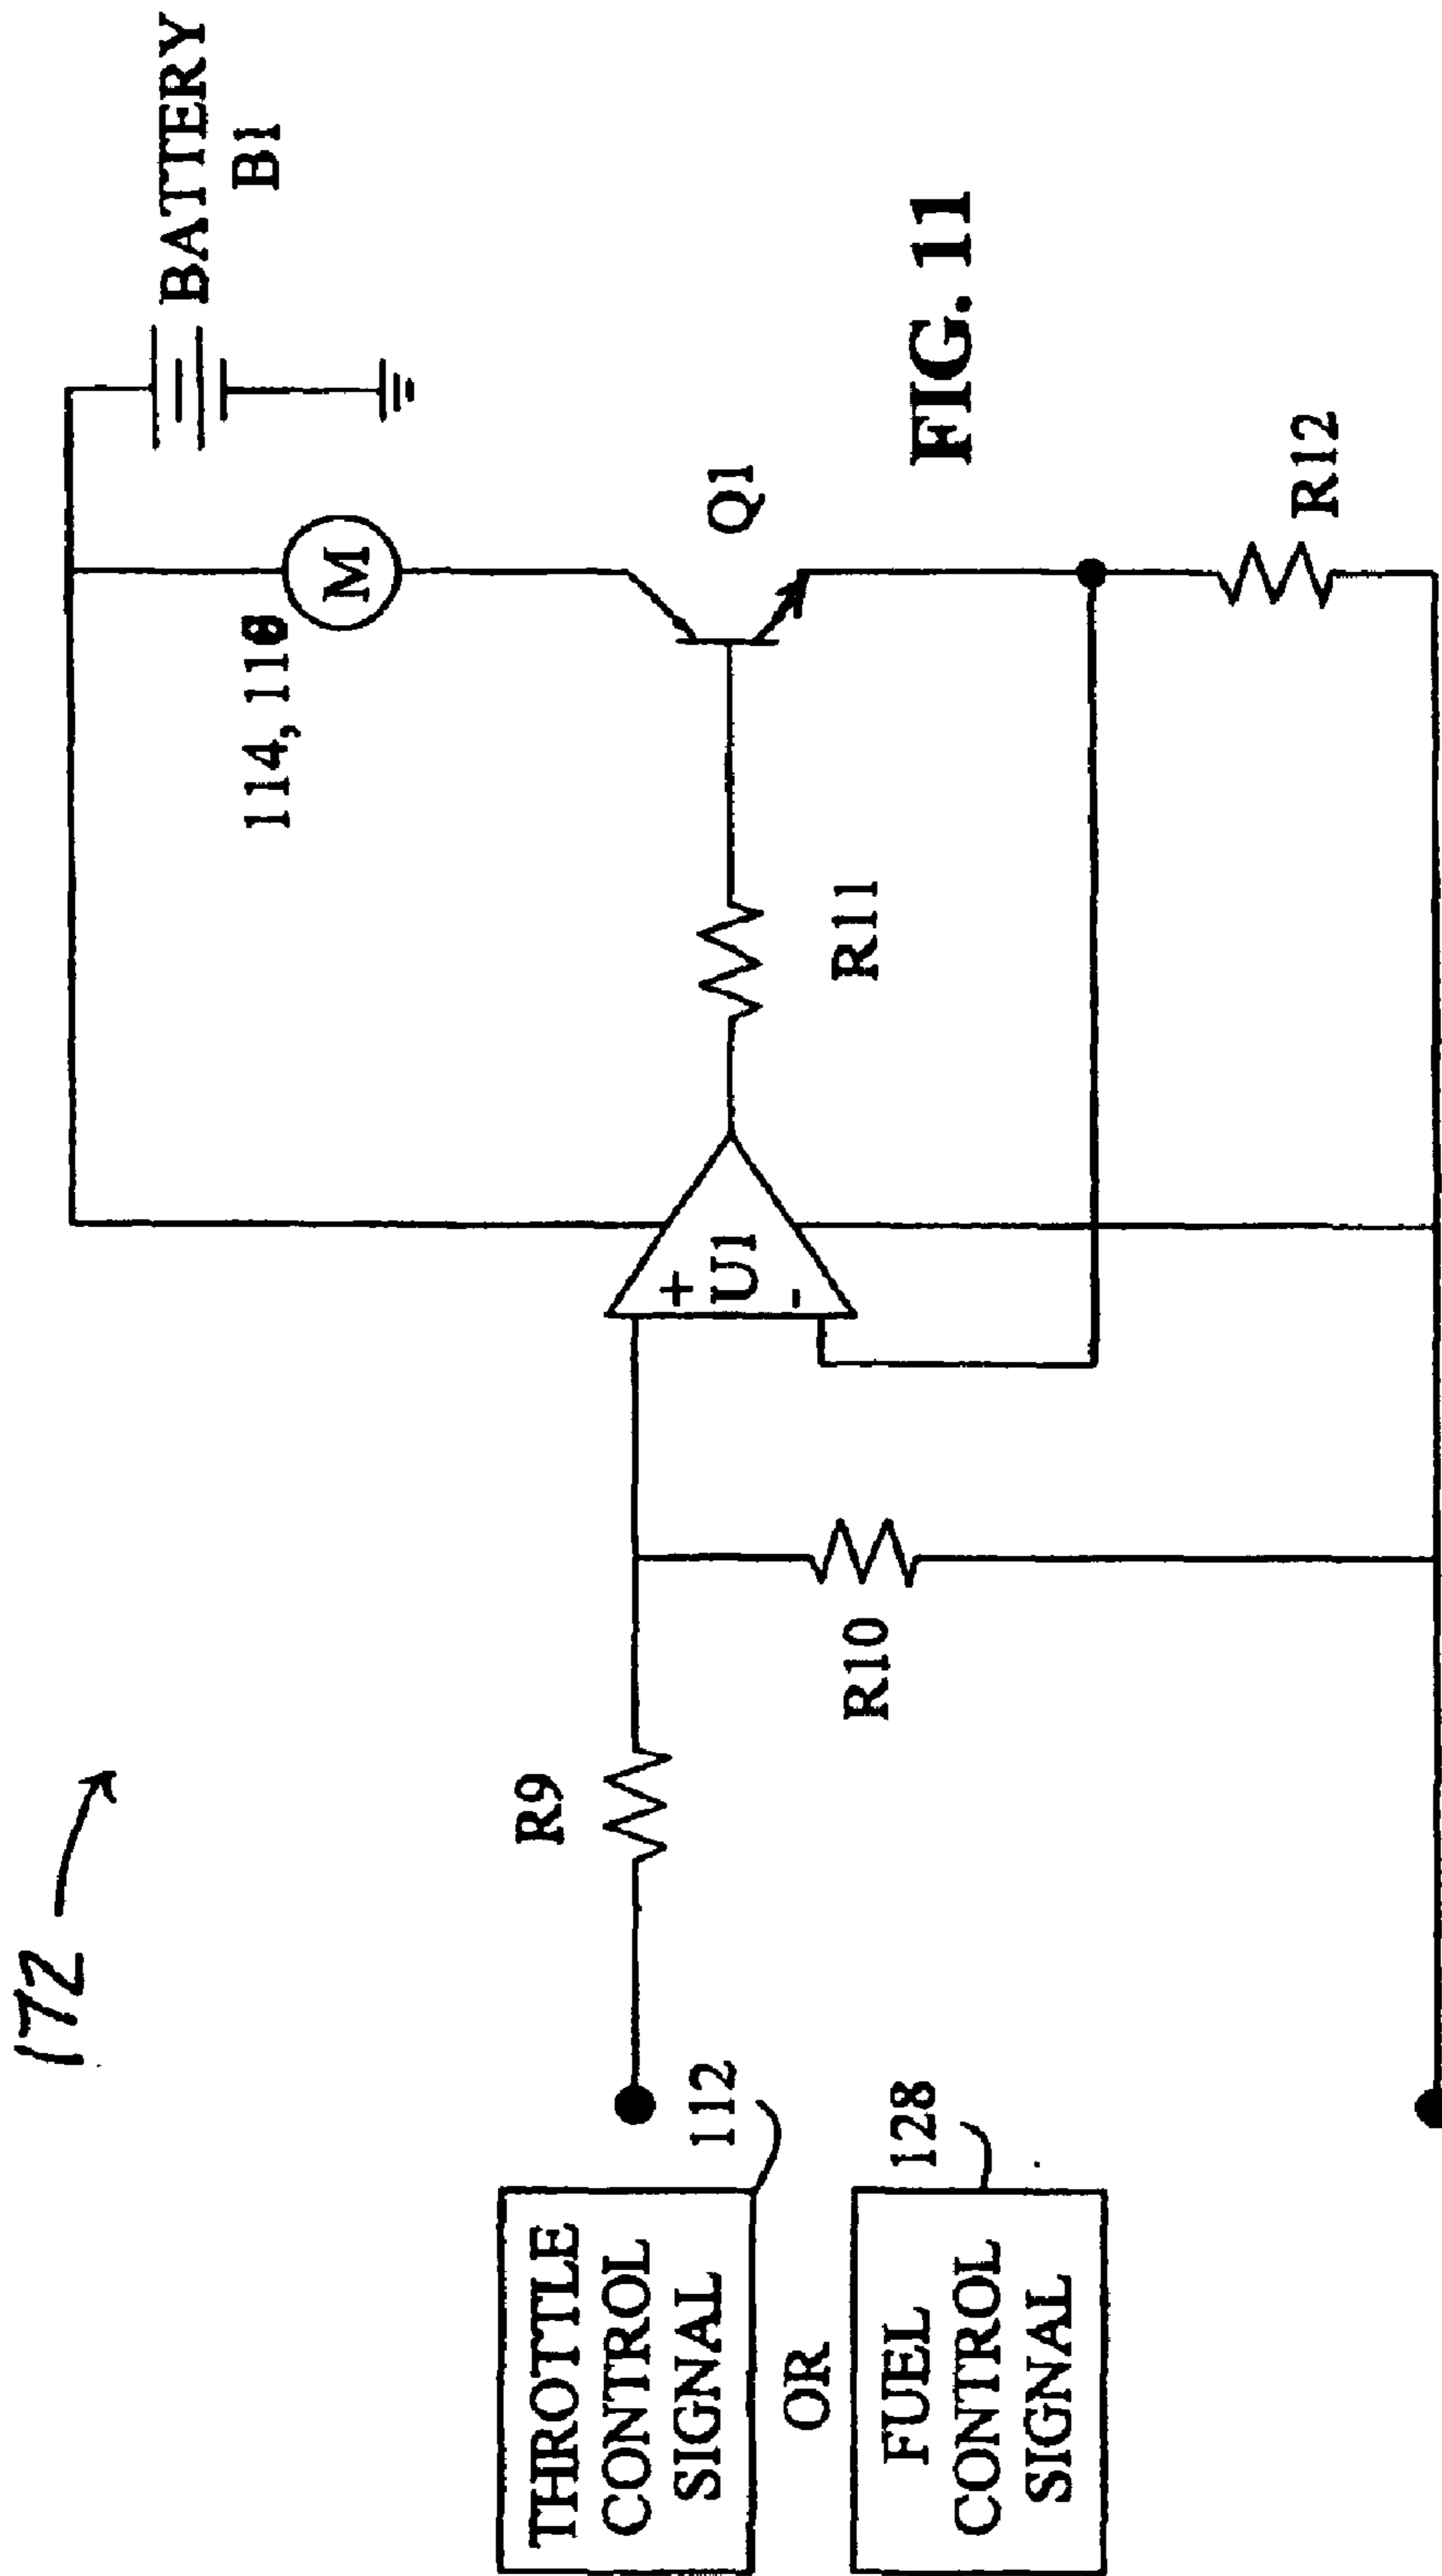 172
BATTERY
B1
114, 118
M
Q1
R9
+
U1
-
R11
R10
R12
THROTTLE
CONTROL
SIGNAL
112
OR
FUEL
CONTROL
SIGNAL
128
FIG. 11